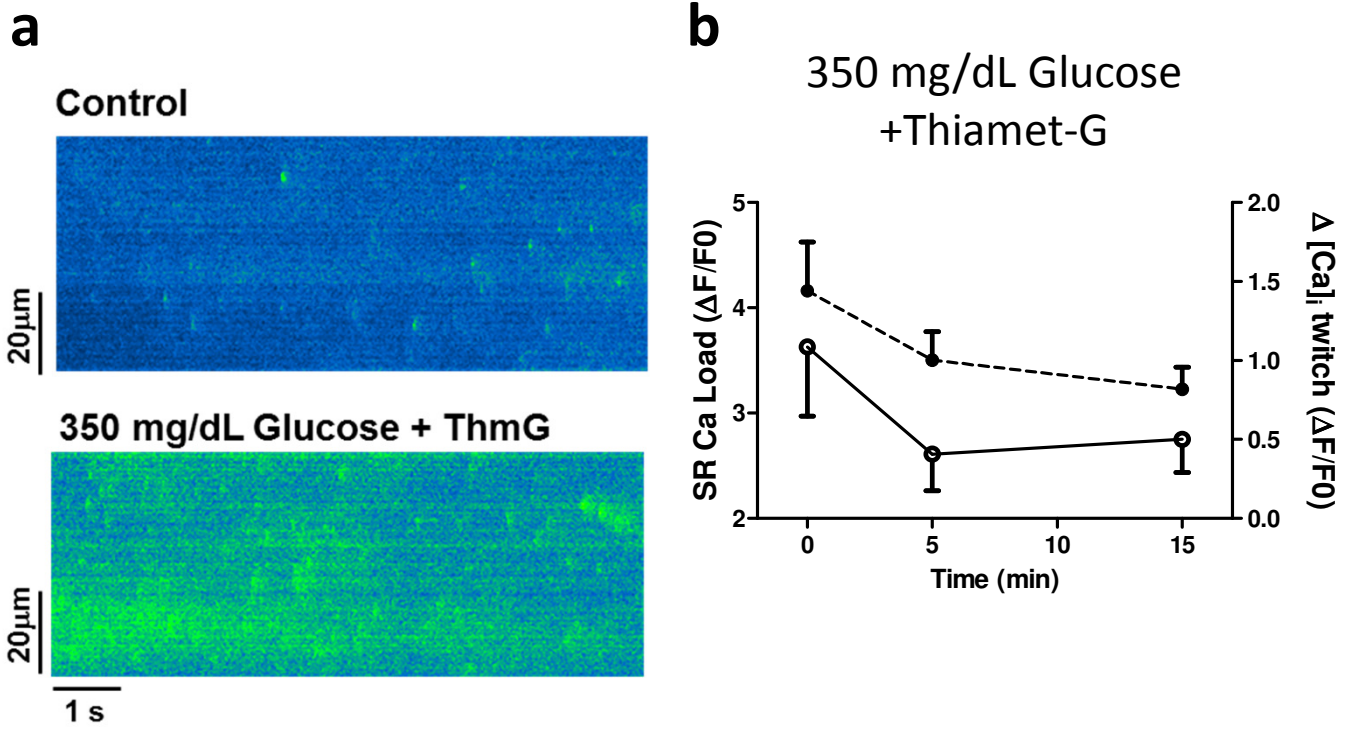 a
Control
20μm
350 mg/dL Glucose + ThmG
20μm
1 s
b
350 mg/dL Glucose
+Thiamet-G
SR Ca Load (ΔF/F0)
5
4
3
2
2.0
1.5
1.0
0.5
0.0
Δ [Ca]i twitch (ΔF/F0)
0 5 10 15
Time (min)